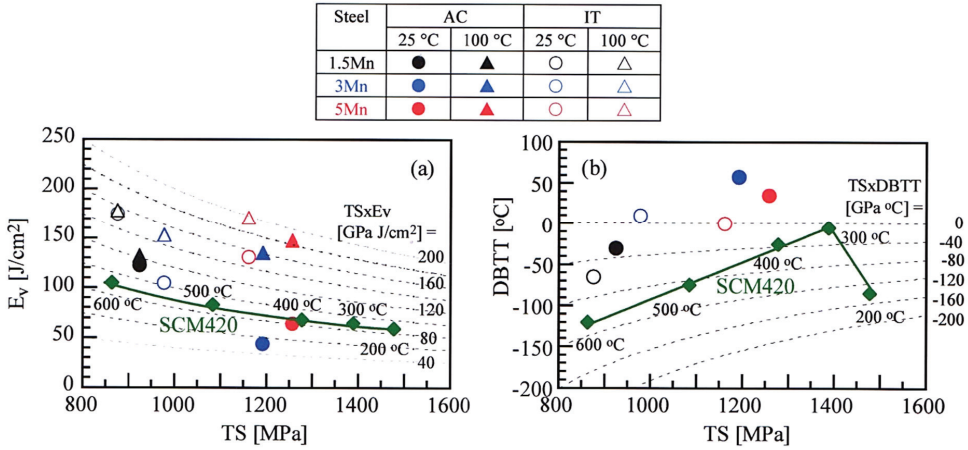 Steel AC IT
25 °C 100 °C 25 °C 100 °C
1.5Mn
3Mn
5Mn
250
200
150
100
50
0
Ev [J/cm2]
(a)
TSxEv
[GPa J/cm2] =
200
160
120
80
40
600 °C
500 °C
400 °C
300 °C
200 °C
SCM420
800 1000 1200 1400 1600
TS [MPa]
100
50
0
-50
-100
-150
-200
DBTT [°C]
(b)
TSxDBTT
[GPa °C] =
0
-40
-80
-120
-160
-200
300 °C
400 °C
500 °C
SCM420
200 °C
600 °C
800 1000 1200 1400 1600
TS [MPa]